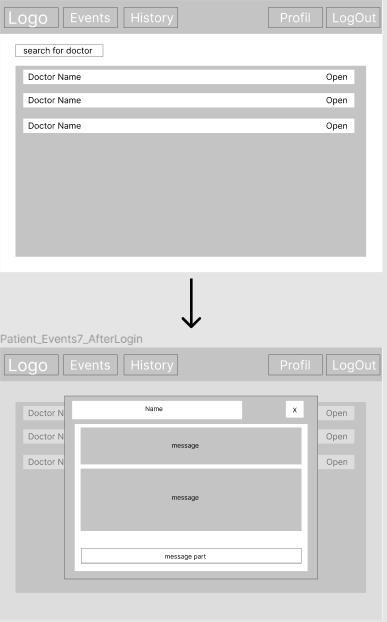 Logo Events History Profil LogOut
search for doctor
Doctor Name Open
Doctor Name Open
Doctor Name Open
Patient_Events7_AfterLogin
Logo Events History Profil LogOut
Name x
Doctor N Open
Doctor N Open
message
Doctor N Open
message
message part